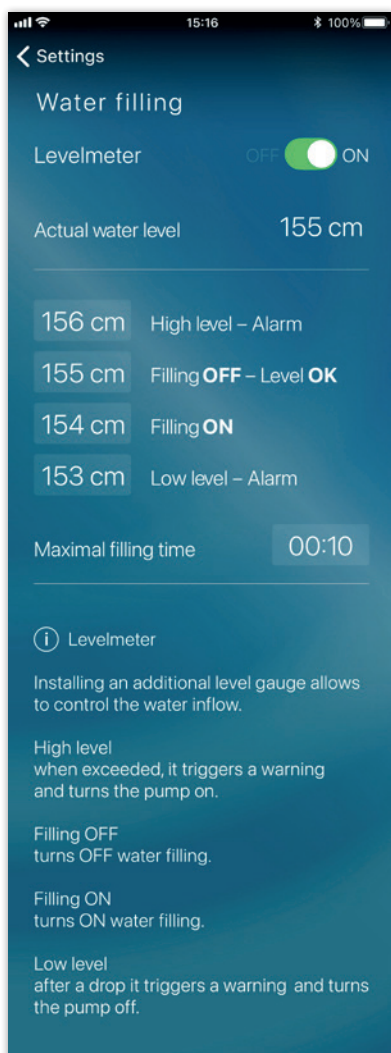 15:16 100%
Settings
Water filling
Levelmeter OFF ON
Actual water level 155 cm
156 cm High level – Alarm
155 cm Filling OFF – Level OK
154 cm Filling ON
153 cm Low level – Alarm
Maximal filling time 00:10
i Levelmeter
Installing an additional level gauge allows
to control the water inflow.
High level
when exceeded, it triggers a warning
and turns the pump on.
Filling OFF
turns OFF water filling.
Filling ON
turns ON water filling.
Low level
after a drop it triggers a warning and turns
the pump off.